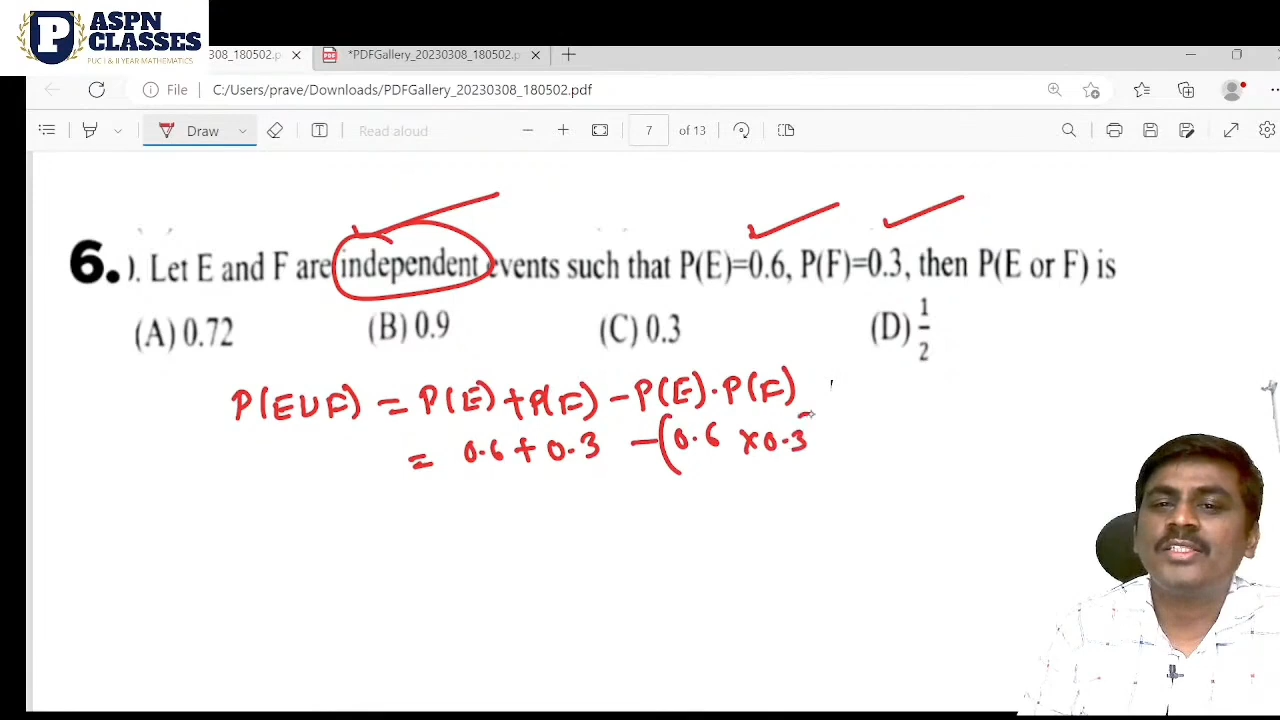 ASPN
CLASSES
PUC I & II YEAR MATHEMATICS
308_180502.p
*PDFGallery_20230308_180502.p
File
C:/Users/prave/Downloads/PDFGallery_20230308_180502.pdf
Draw
Read aloud
7 of 13
6. ). Let E and F are independent events such that P(E)=0.6, P(F)=0.3, then P(E or F) is
(A) 0.72 (B) 0.9 (C) 0.3 (D) 1/2
P(E∪F) = P(E)+P(F) – P(E)·P(F)
= 0.6 + 0.3 – (0.6 × 0.3